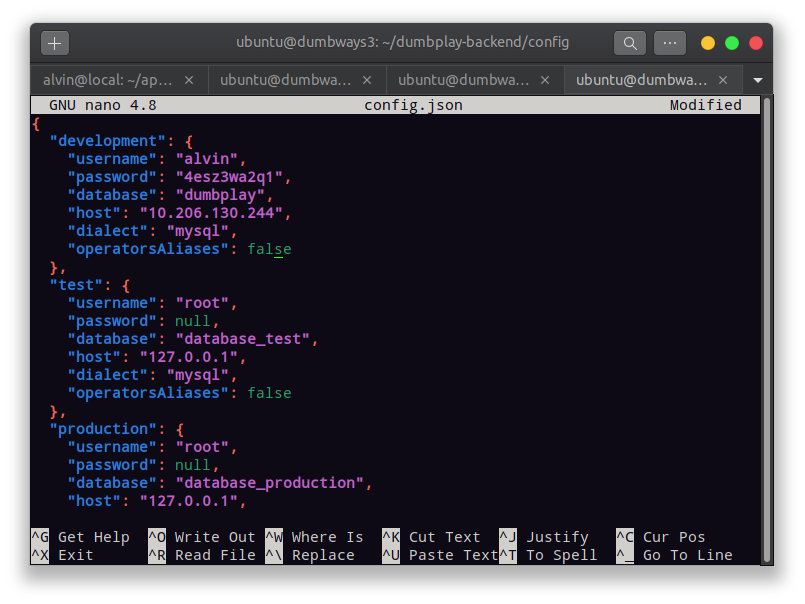 ubuntu@dumbways3: ~/dumbplay-backend/config
alvin@local: ~/ap... × ubuntu@dumbwa... × ubuntu@dumbwa... × ubuntu@dumbwa... ×
GNU nano 4.8 config.json Modified
{
  "development": {
    "username": "alvin",
    "password": "4esz3wa2q1",
    "database": "dumbplay",
    "host": "10.206.130.244",
    "dialect": "mysql",
    "operatorsAliases": false
  },
  "test": {
    "username": "root",
    "password": null,
    "database": "database_test",
    "host": "127.0.0.1",
    "dialect": "mysql",
    "operatorsAliases": false
  },
  "production": {
    "username": "root",
    "password": null,
    "database": "database_production",
    "host": "127.0.0.1",
^G Get Help ^O Write Out ^W Where Is ^K Cut Text ^J Justify ^C Cur Pos
^X Exit ^R Read File ^\ Replace ^U Paste Text ^T To Spell ^_ Go To Line